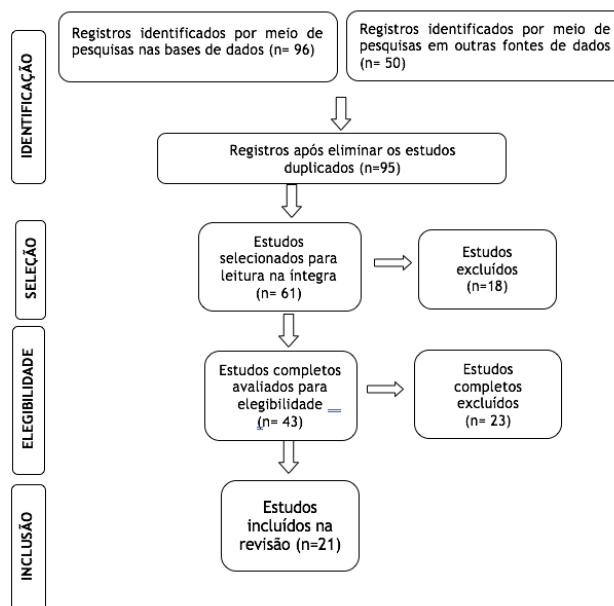 IDENTIFICAÇÃO
Registros identificados por meio de
pesquisas nas bases de dados (n= 96)
Registros identificados por meio de
pesquisas em outras fontes de dados
(n= 50)
Registros após eliminar os estudos
duplicados (n=95)
SELEÇÃO
Estudos
selecionados para
leitura na íntegra
(n= 61)
Estudos
excluídos
(n=18)
ELEGIBILIDADE
Estudos completos
avaliados para
elegibilidade
(n= 43)
Estudos
completos
excluídos
(n= 23)
INCLUSÃO
Estudos
incluídos na
revisão (n=21)